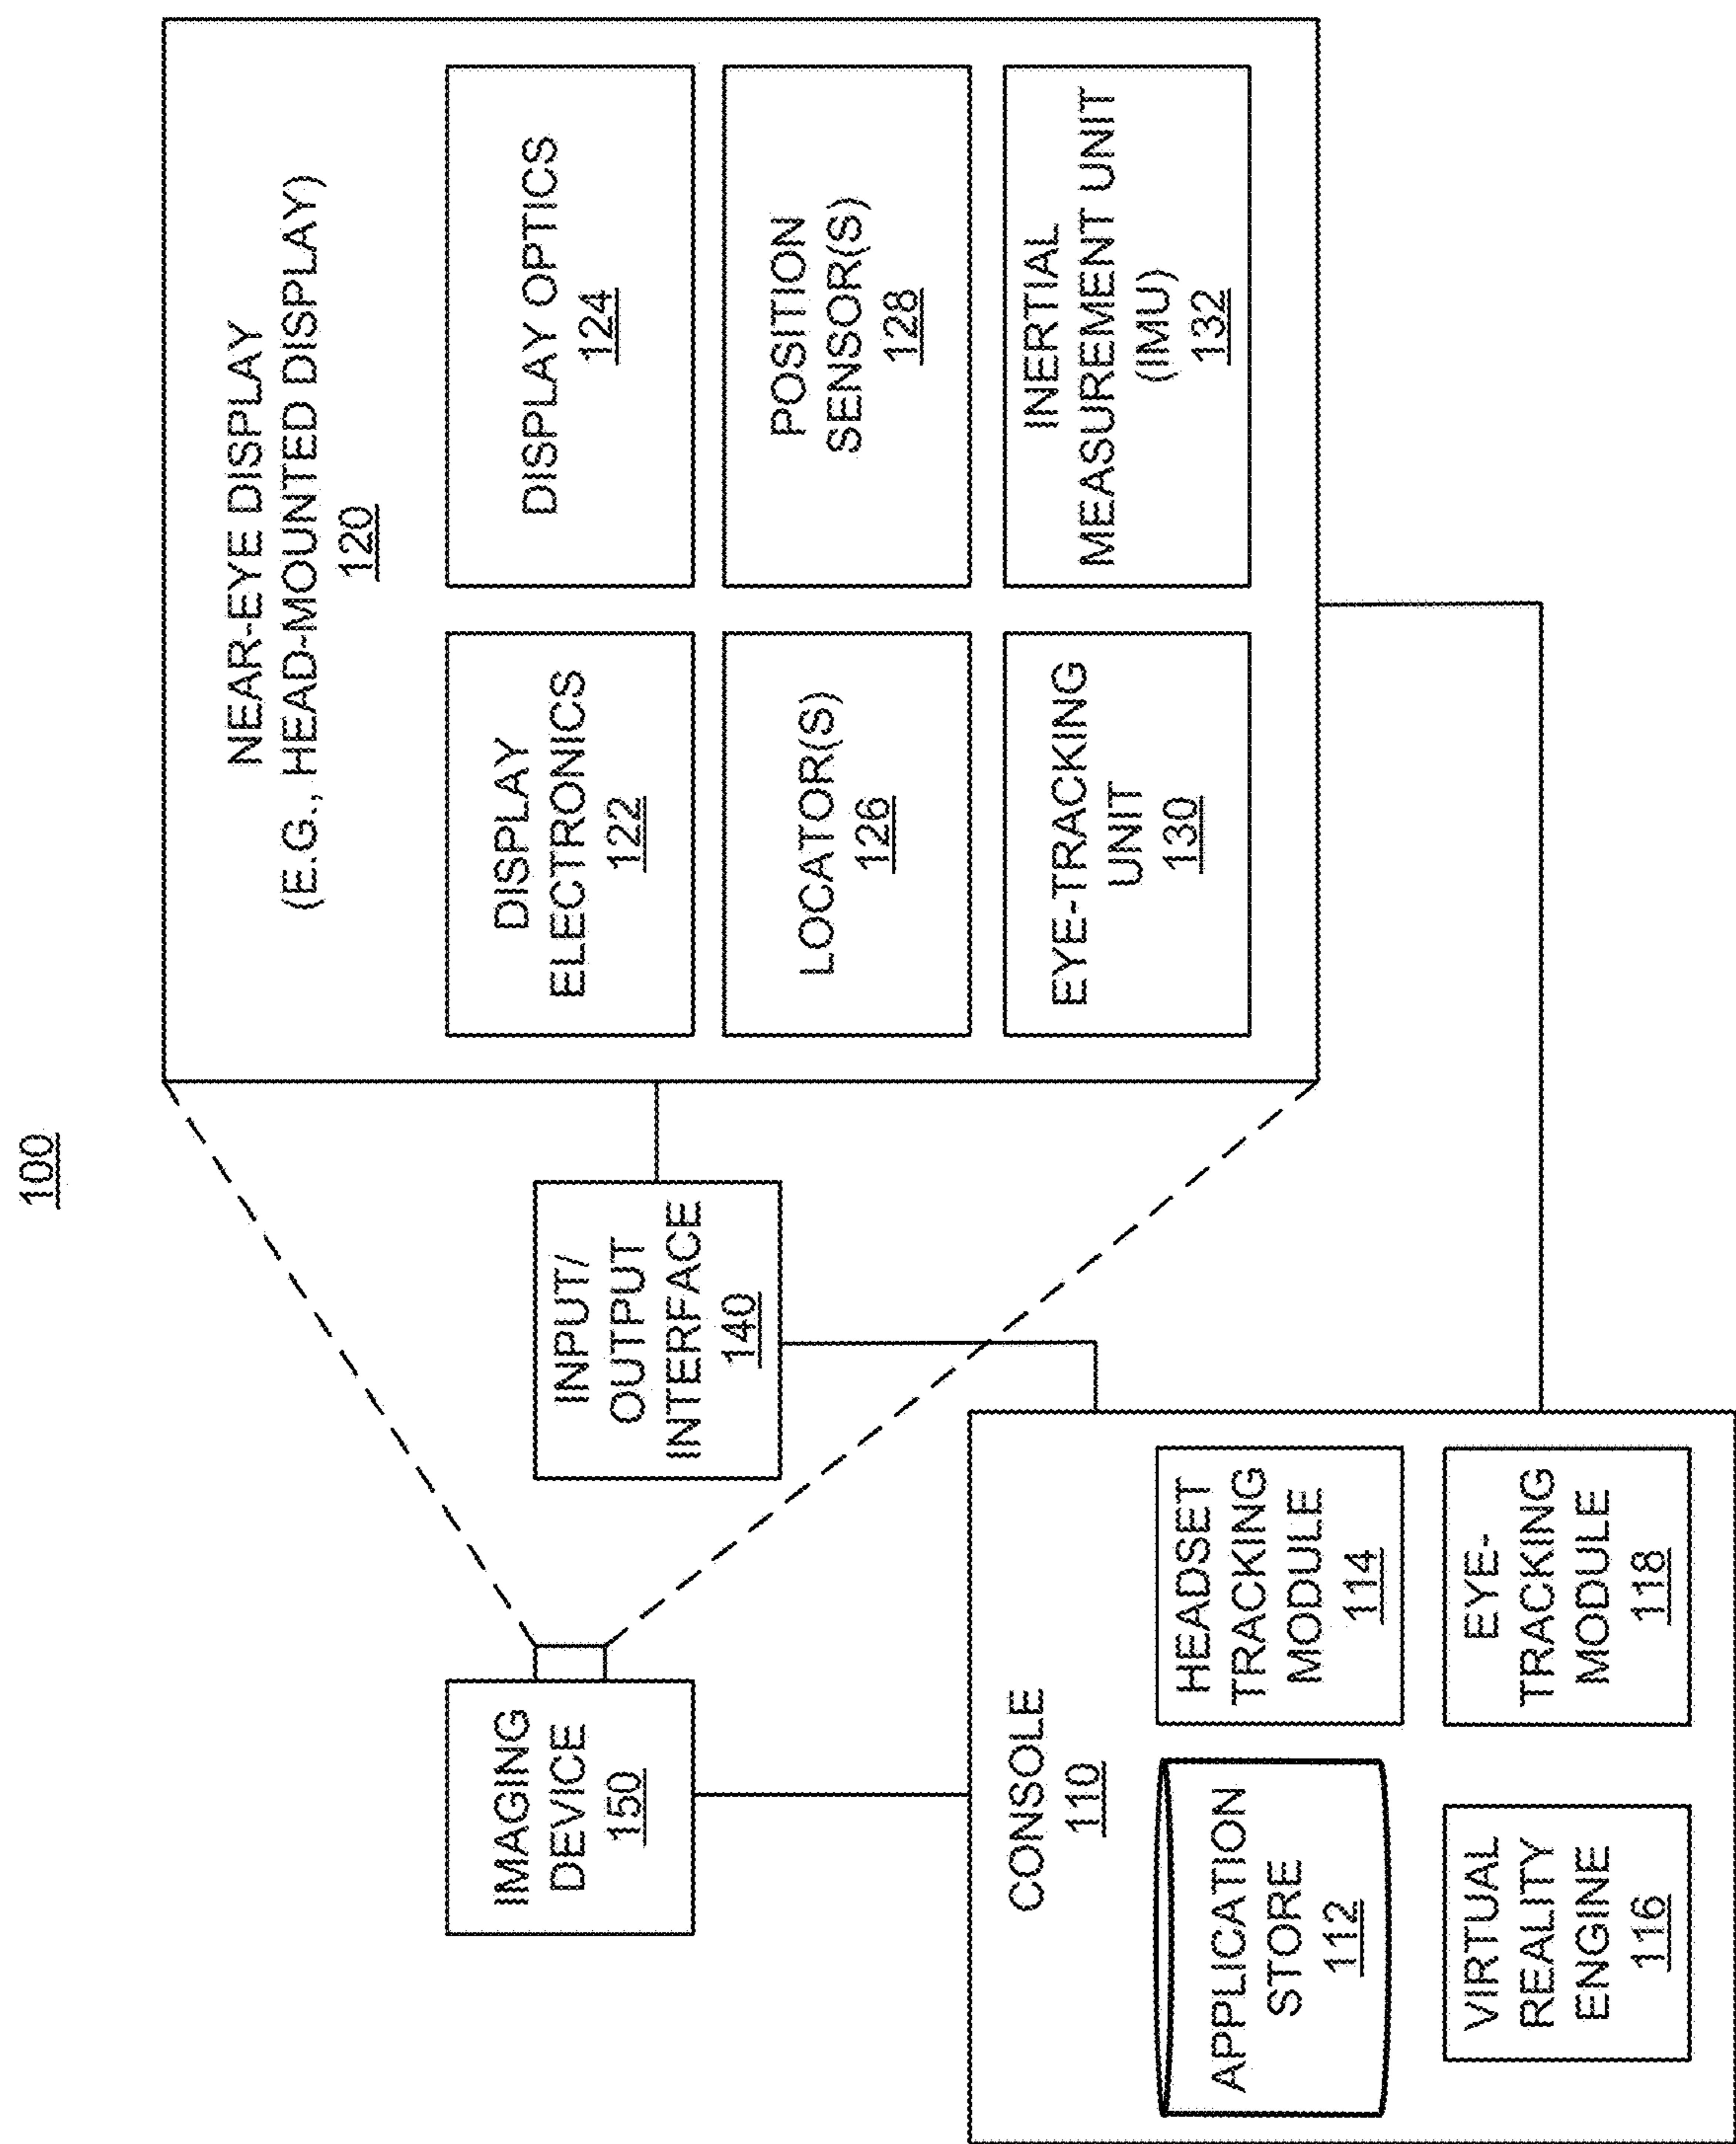 100
NEAR-EYE DISPLAY
(E.G., HEAD-MOUNTED DISPLAY)
120
DISPLAY
ELECTRONICS
122
DISPLAY OPTICS
124
LOCATOR(S)
126
POSITION
SENSOR(S)
128
EYE-TRACKING
UNIT
130
INERTIAL
MEASUREMENT UNIT
(IMU)
132
IMAGING
DEVICE
150
INPUT/
OUTPUT
INTERFACE
140
CONSOLE
110
APPLICATION
STORE
112
HEADSET
TRACKING
MODULE
114
VIRTUAL
REALITY
ENGINE
116
EYE-
TRACKING
MODULE
118